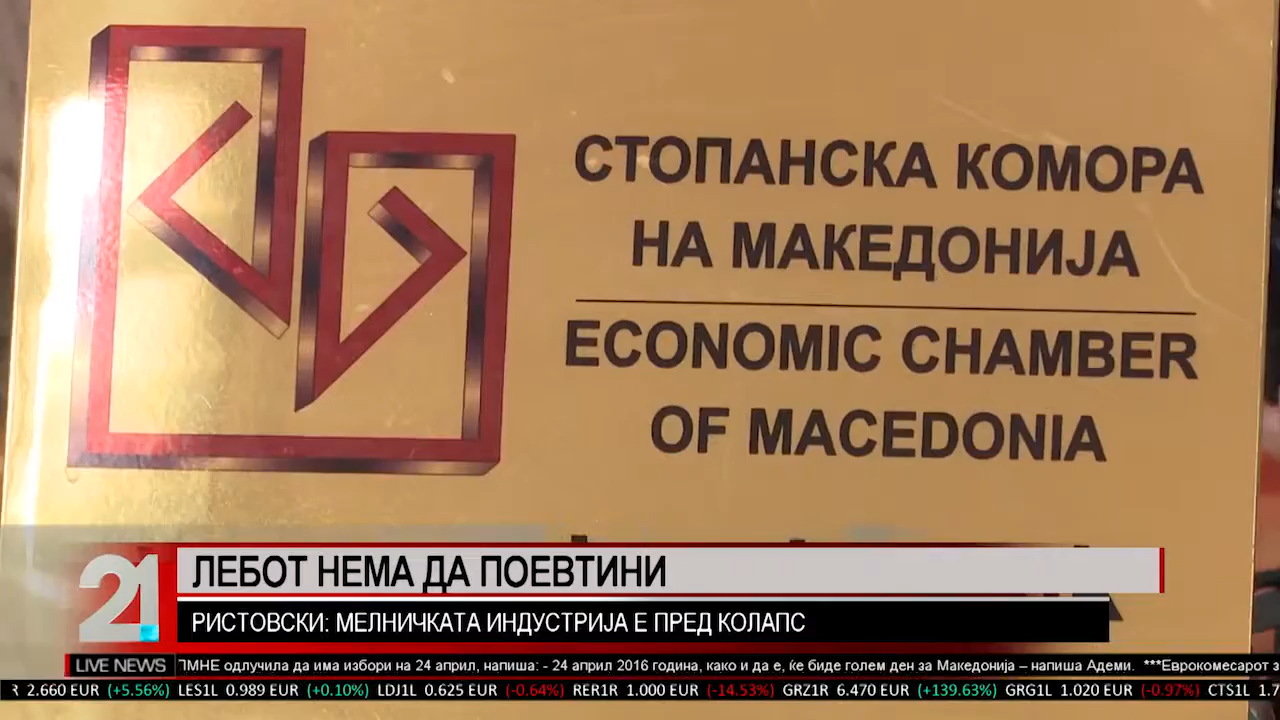 СТОПАНСКА КОМОРА
НА МАКЕДОНИЈА
ECONOMIC CHAMBER
OF MACEDONIA
21
ЛЕБОТ НЕМА ДА ПОЕВТИНИ
РИСТОВСКИ: МЕЛНИЧКАТА ИНДУСТРИЈА Е ПРЕД КОЛАПС
LIVE NEWS ПМНЕ одлучила да има избори на 24 април, напиша: - 24 април 2016 година, како и да е, ќе биде голем ден за Македонија – напиша Адеми. ***Еврокомесарот з
R 2.660 EUR (+5.56%) LES1L 0.989 EUR (+0.10%) LDJ1L 0.625 EUR (-0.64%) RER1R 1.000 EUR (-14.53%) GRZ1R 6.470 EUR (+139.63%) GRG1L 1.020 EUR (-0.97%) CTS1L 1.7